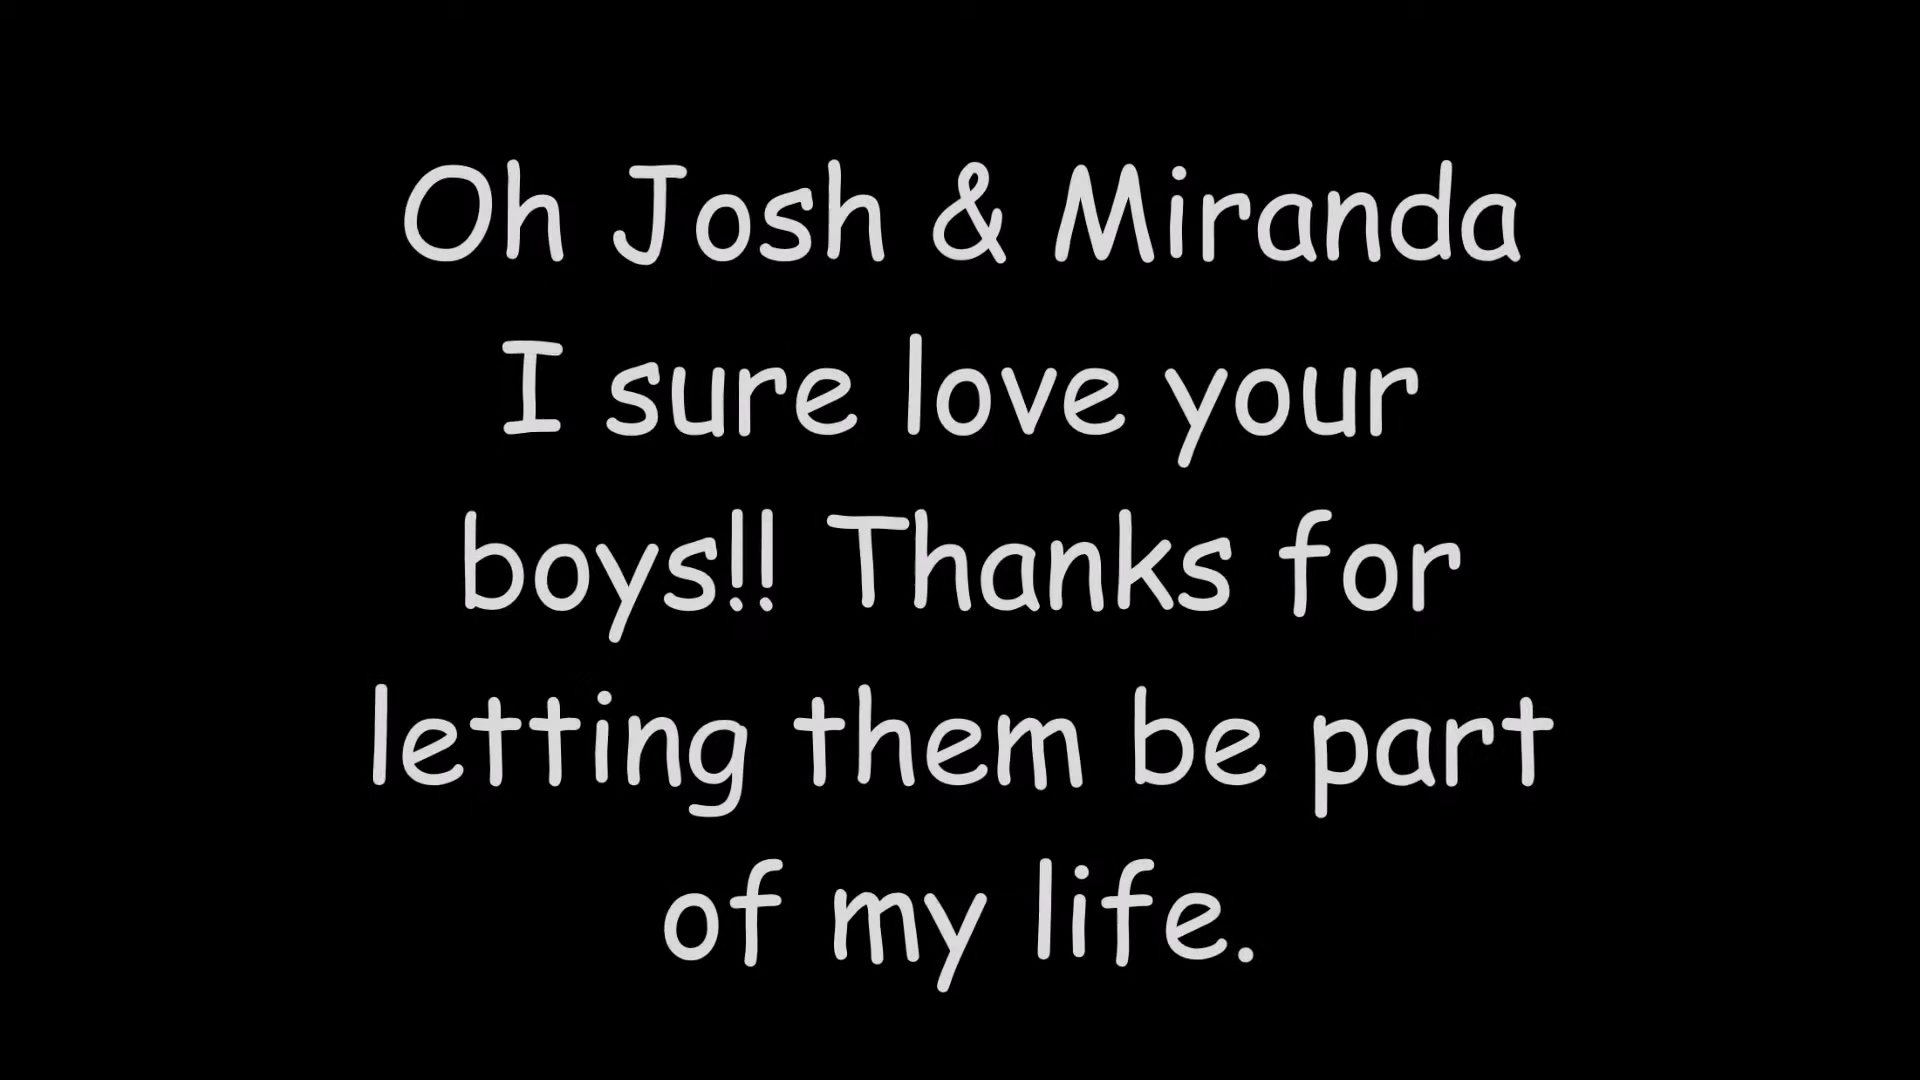 Oh Josh & Miranda
I sure love your
boys!! Thanks for
letting them be part
of my life.